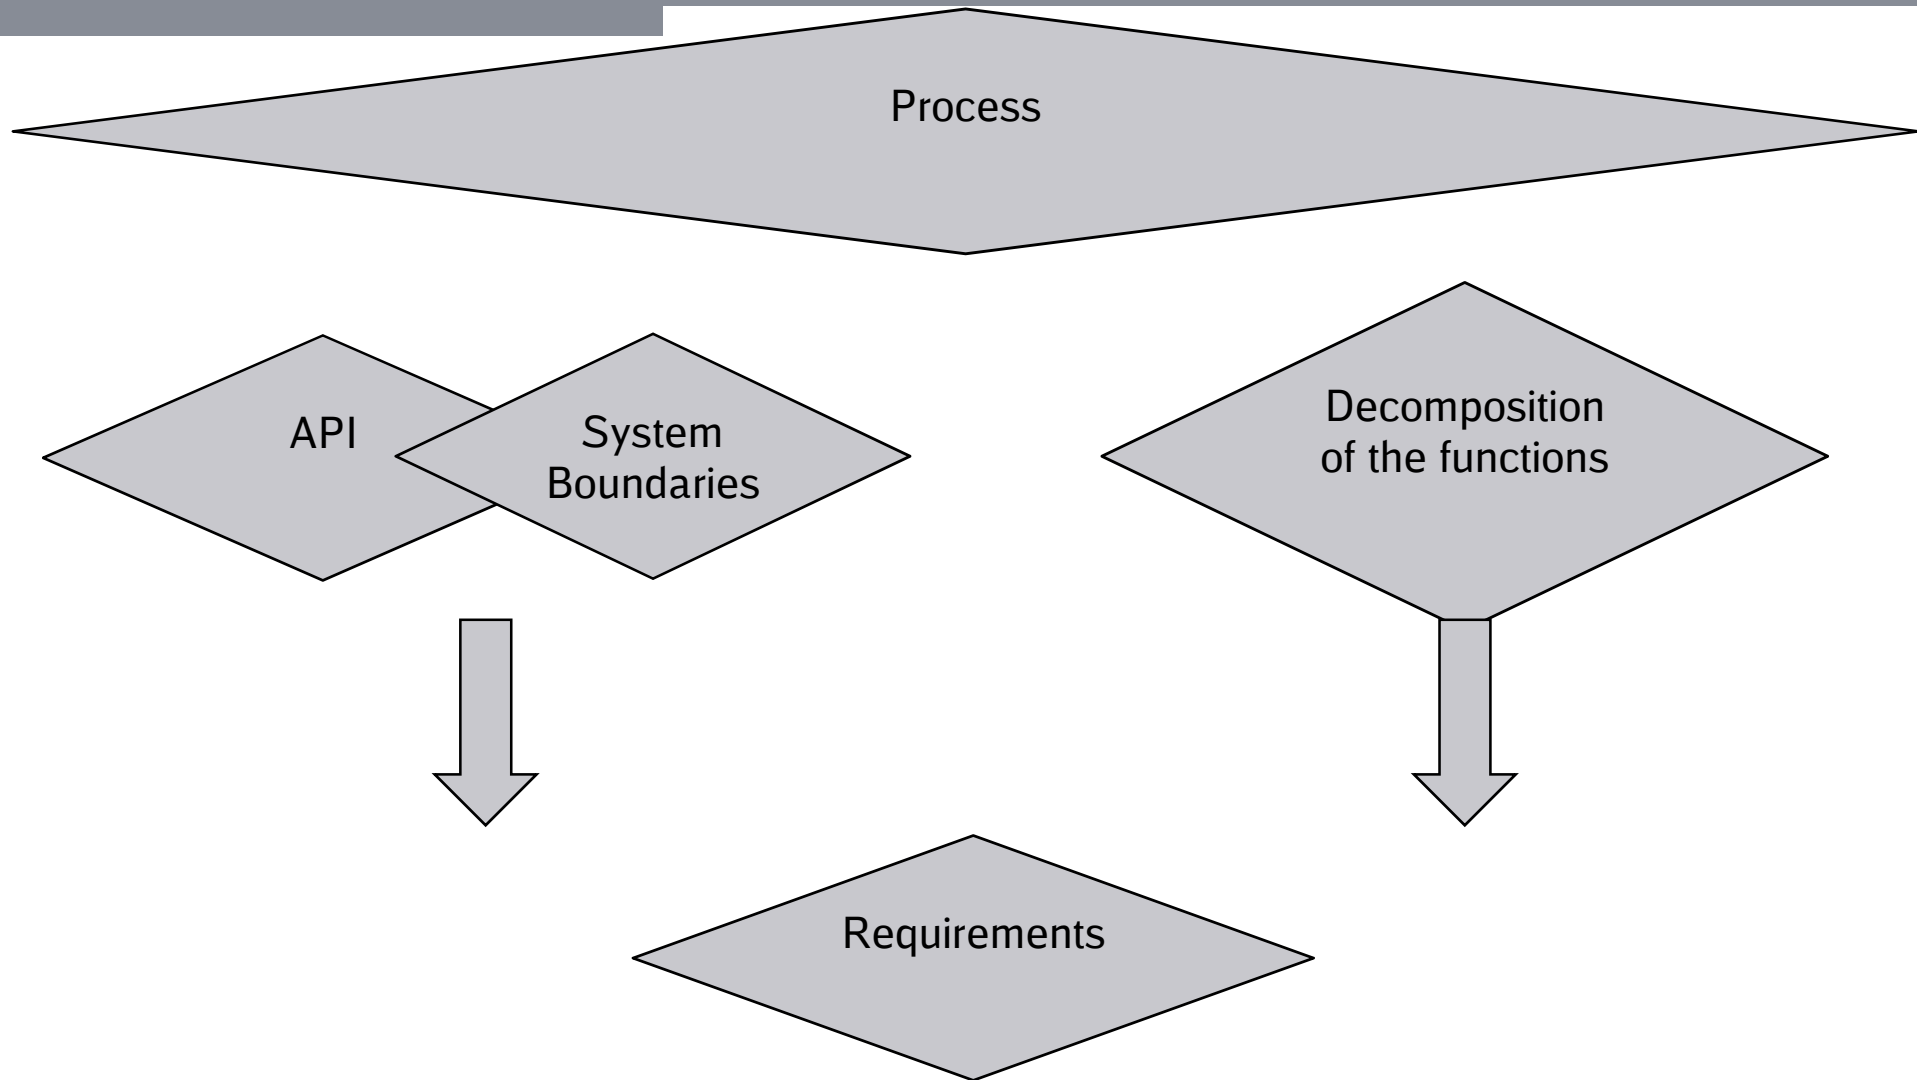 Process
API
System
Boundaries
Decomposition
of the functions
Requirements